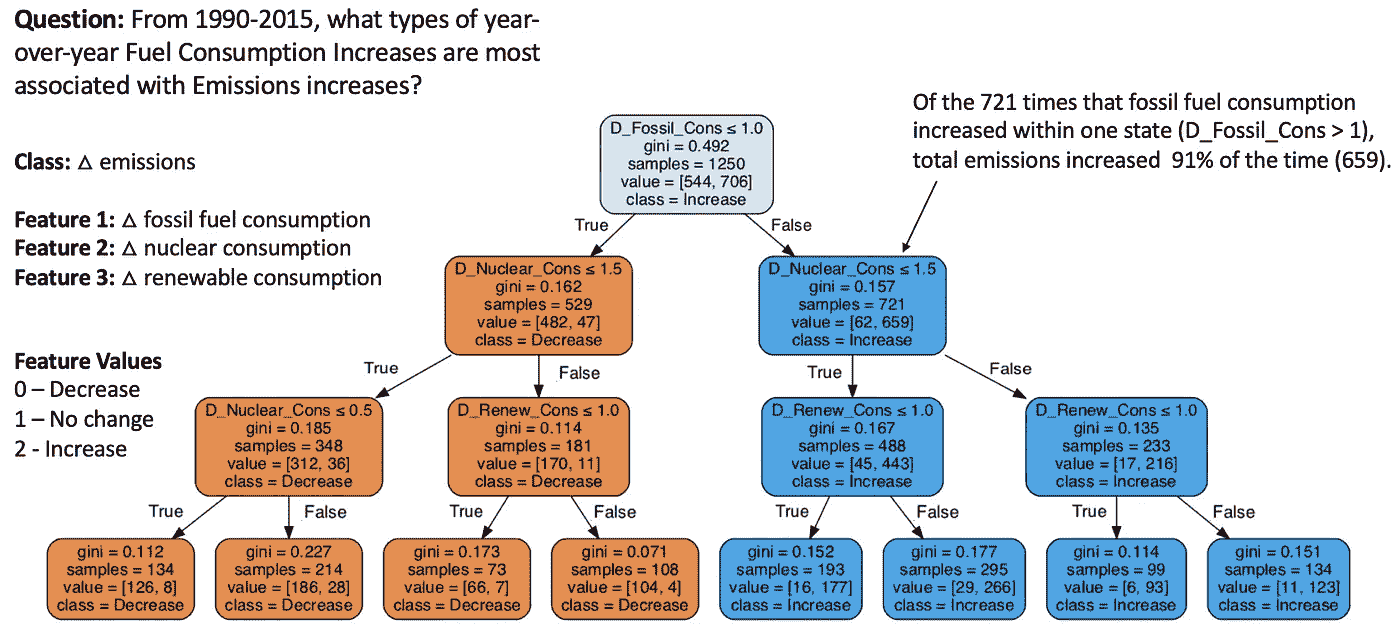 Question: From 1990-2015, what types of year-
over-year Fuel Consumption Increases are most
associated with Emissions increases?
Of the 721 times that fossil fuel consumption
increased within one state (D_Fossil_Cons > 1),
total emissions increased 91% of the time (659).
Class: △ emissions
Feature 1: △ fossil fuel consumption
Feature 2: △ nuclear consumption
Feature 3: △ renewable consumption
Feature Values
0 – Decrease
1 – No change
2 - Increase
D_Fossil_Cons ≤ 1.0
gini = 0.492
samples = 1250
value = [544, 706]
class = Increase
True
False
D_Nuclear_Cons ≤ 1.5
gini = 0.162
samples = 529
value = [482, 47]
class = Decrease
D_Nuclear_Cons ≤ 1.5
gini = 0.157
samples = 721
value = [62, 659]
class = Increase
True
False
True
False
D_Nuclear_Cons ≤ 0.5
gini = 0.185
samples = 348
value = [312, 36]
class = Decrease
D_Renew_Cons ≤ 1.0
gini = 0.114
samples = 181
value = [170, 11]
class = Decrease
D_Renew_Cons ≤ 1.0
gini = 0.167
samples = 488
value = [45, 443]
class = Increase
D_Renew_Cons ≤ 1.0
gini = 0.135
samples = 233
value = [17, 216]
class = Increase
True
False
True
False
True
False
True
False
gini = 0.112
samples = 134
value = [126, 8]
class = Decrease
gini = 0.227
samples = 214
value = [186, 28]
class = Decrease
gini = 0.173
samples = 73
value = [66, 7]
class = Decrease
gini = 0.071
samples = 108
value = [104, 4]
class = Decrease
gini = 0.152
samples = 193
value = [16, 177]
class = Increase
gini = 0.177
samples = 295
value = [29, 266]
class = Increase
gini = 0.114
samples = 99
value = [6, 93]
class = Increase
gini = 0.151
samples = 134
value = [11, 123]
class = Increase